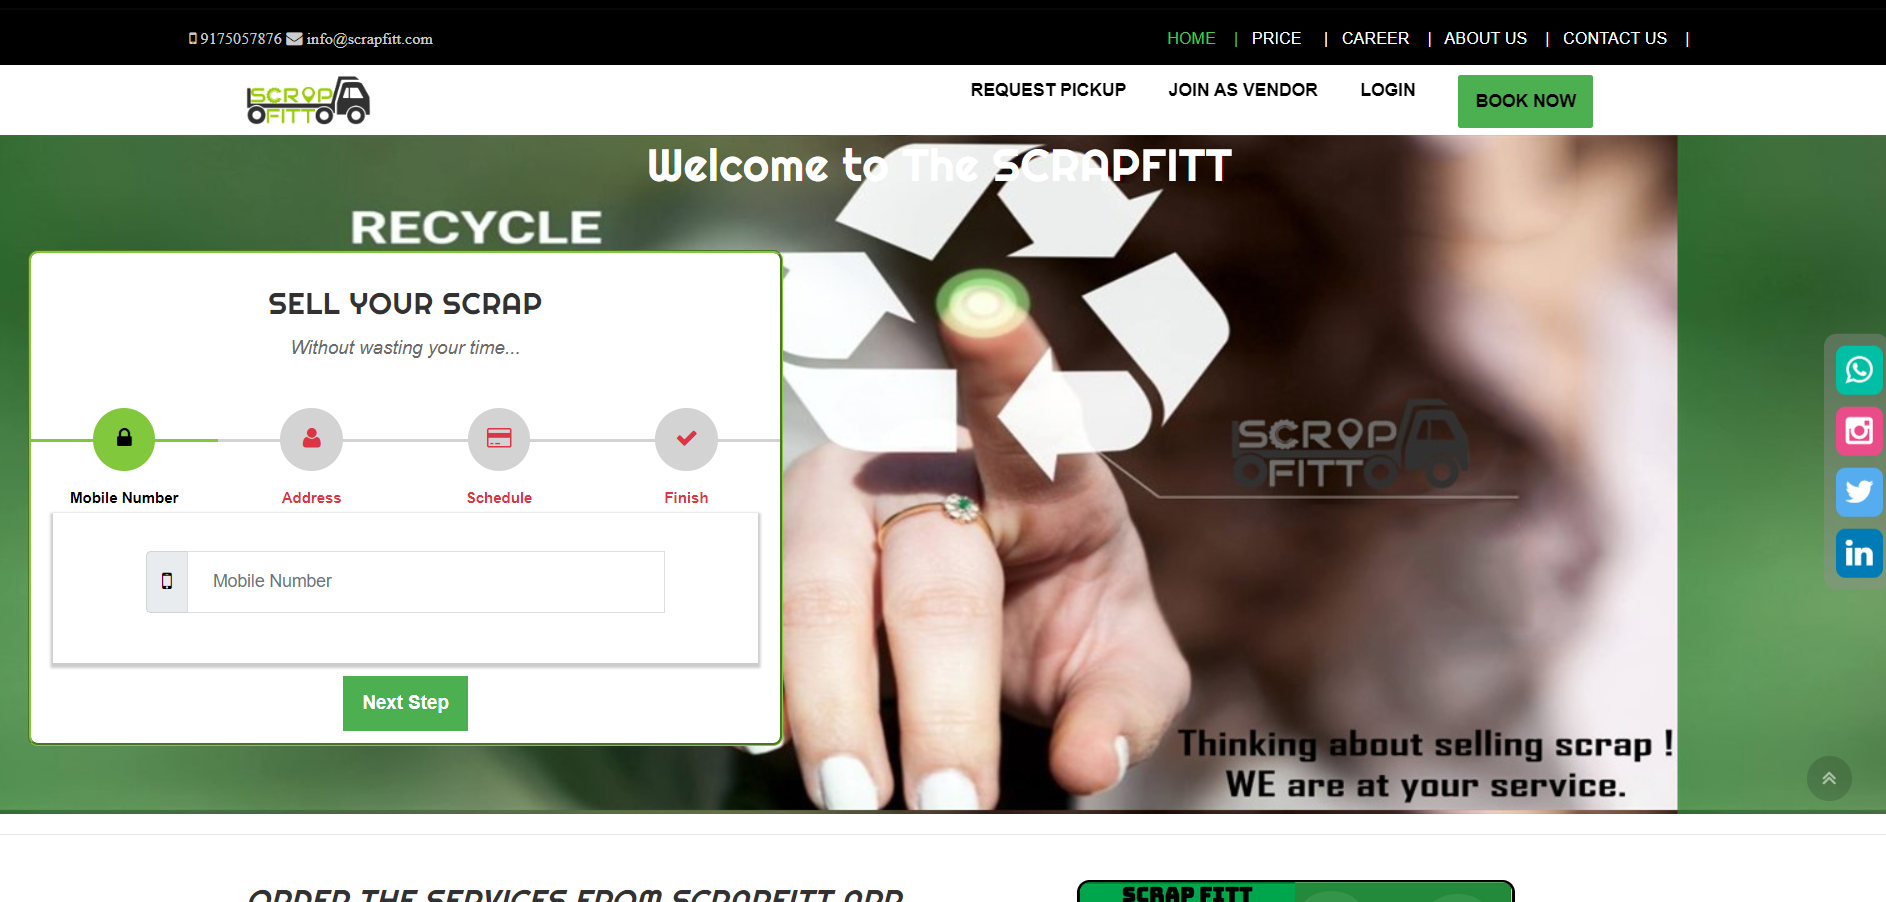 9175057876 info@scrapfitt.com
HOME | PRICE | CAREER | ABOUT US | CONTACT US |
SCRAP
FITT
REQUEST PICKUP JOIN AS VENDOR LOGIN BOOK NOW
Welcome to The SCRAPFITT
RECYCLE
SELL YOUR SCRAP
Without wasting your time...
Mobile Number Address Schedule Finish
Mobile Number
Next Step
SCRAP
FITT
Thinking about selling scrap !
WE are at your service.
ORDER THE SERVICES FROM SCRAPFITT APP
SCRAP FITT